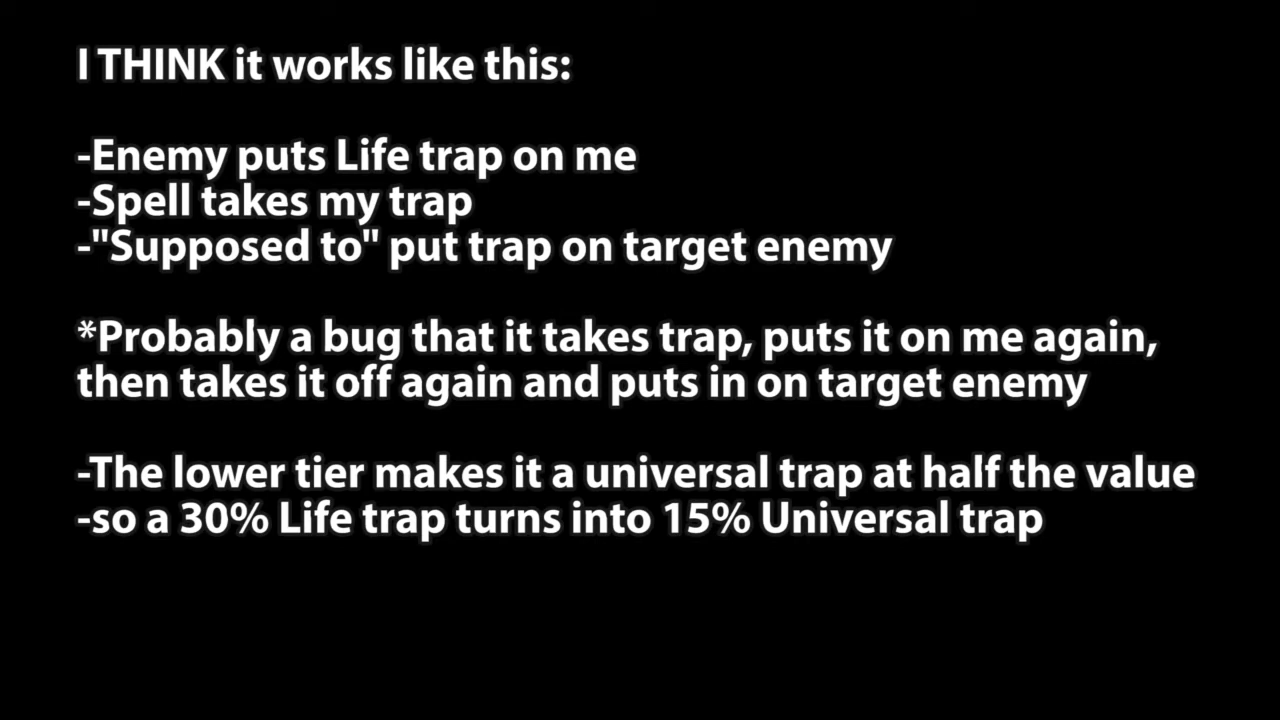 I THINK it works like this:
-Enemy puts Life trap on me
-Spell takes my trap
-"Supposed to" put trap on target enemy
*Probably a bug that it takes trap, puts it on me again,
then takes it off again and puts in on target enemy
-The lower tier makes it a universal trap at half the value
-so a 30% Life trap turns into 15% Universal trap